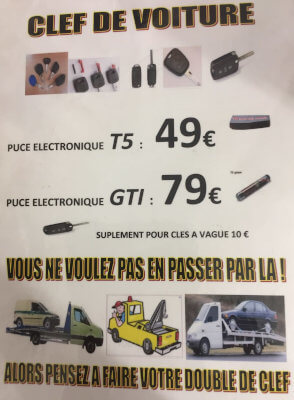 CLEF DE VOITURE
PUCE ELECTRONIQUE T5 : 49€
PUCE ELECTRONIQUE GTI : 79€
SUPLEMENT POUR CLES A VAGUE 10 €
VOUS NE VOULEZ PAS EN PASSER PAR LA !
ALORS PENSEZ A FAIRE VOTRE DOUBLE DE CLEF